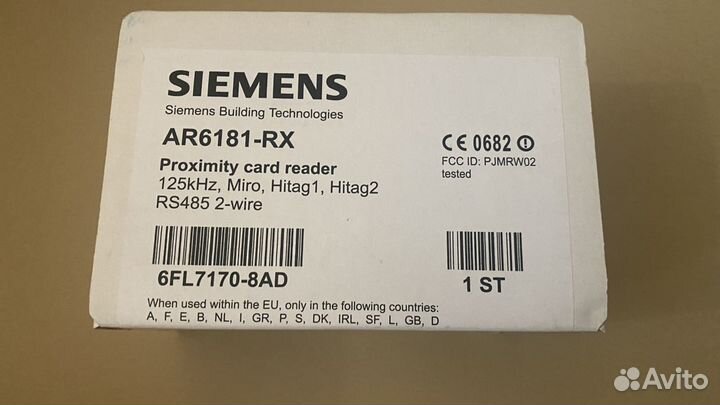 SIEMENS
Siemens Building Technologies
AR6181-RX
Proximity card reader
125kHz, Miro, Hitag1, Hitag2
RS485 2-wire
CE 0682
FCC ID: PJMRW02
tested
6FL7170-8AD
1 ST
When used within the EU, only in the following countries:
A, F, E, B, NL, I, GR, P, S, DK, IRL, SF, L, GB, D
Avito